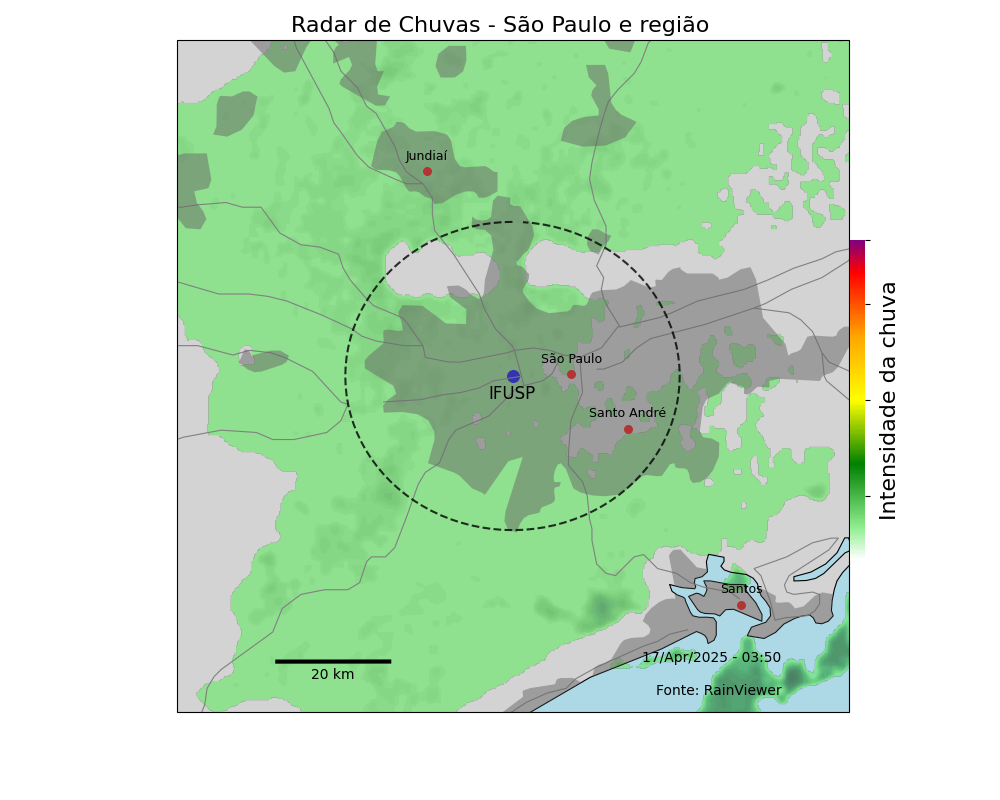 Radar de Chuvas - São Paulo e região
Jundiaí
São Paulo
IFUSP
Santo André
Intensidade da chuva
Santos
17/Apr/2025 - 03:50
20 km
Fonte: RainViewer